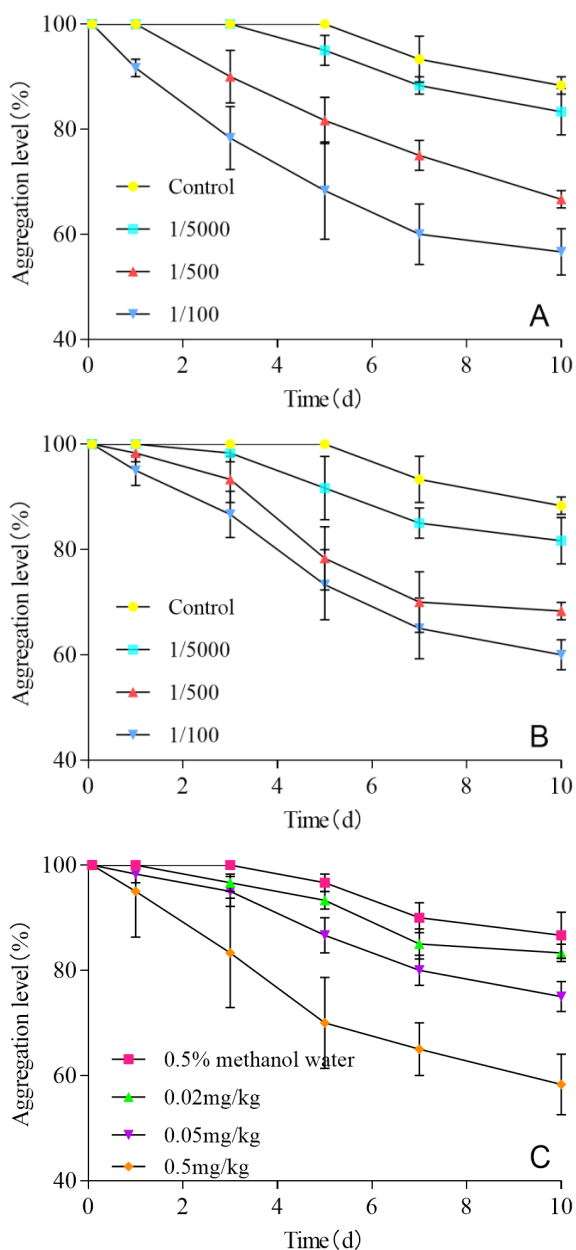 100
80
60
40
Aggregation level (%)
Control
1/5000
1/500
1/100
A
0 2 4 6 8 10
Time(d)
100
80
60
40
Aggregation level (%)
Control
1/5000
1/500
1/100
B
0 2 4 6 8 10
Time(d)
100
80
60
40
Aggregation level (%)
0.5% methanol water
0.02mg/kg
0.05mg/kg
0.5mg/kg
C
0 2 4 6 8 10
Time(d)